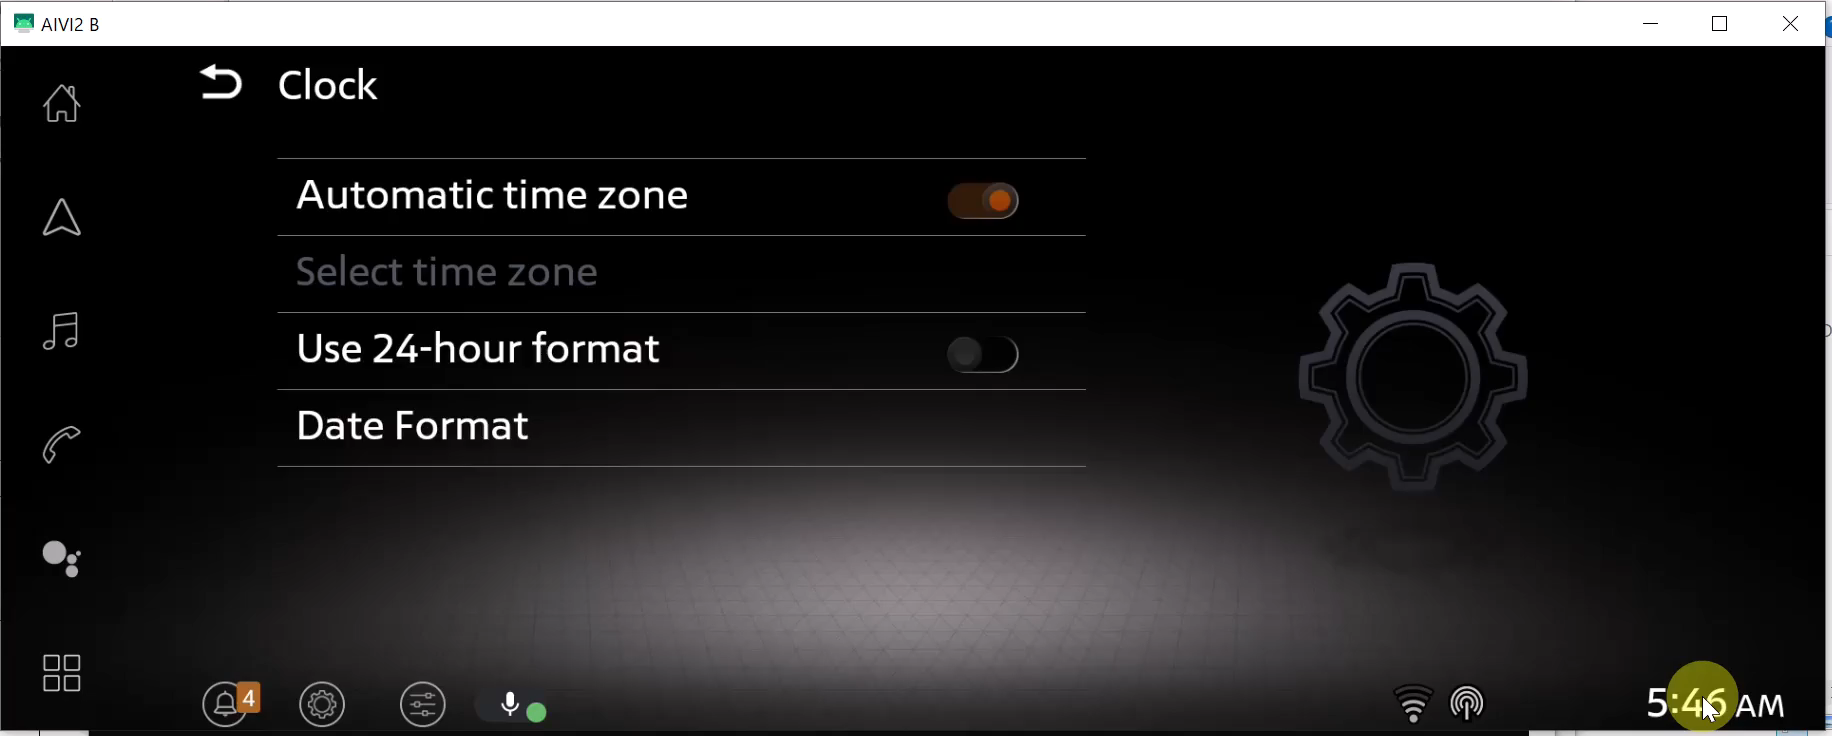 AIVI2 B
Clock
Automatic time zone
Select time zone
Use 24-hour format
Date Format
4
5:46 AM